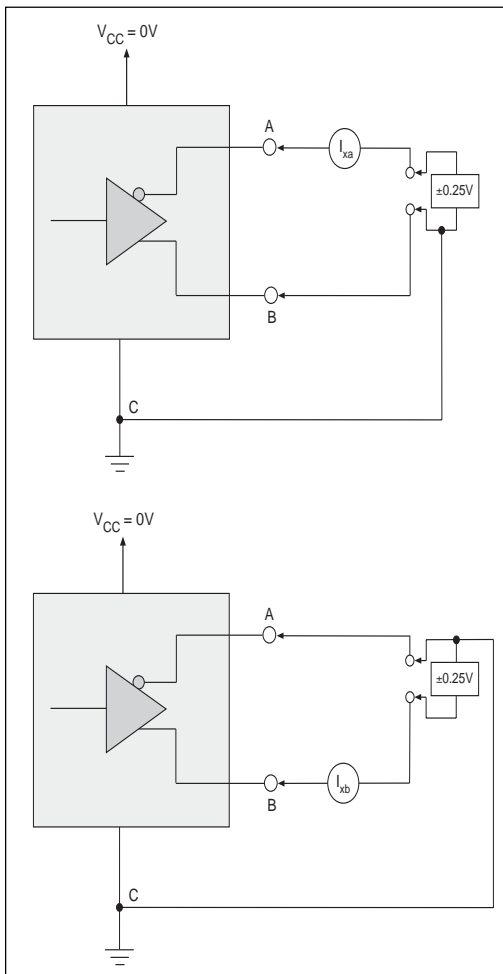 V_CC = 0V
A
I_xa
±0.25V
B
C
V_CC = 0V
A
±0.25V
B
I_xb
C